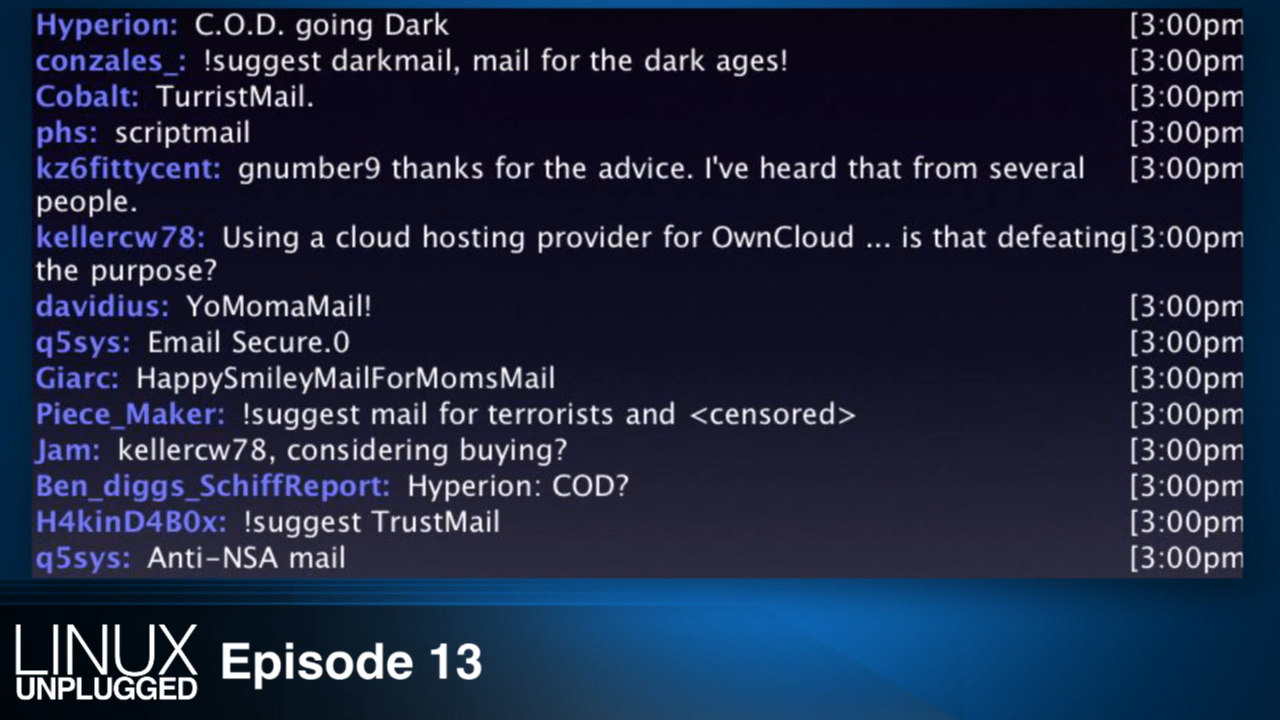 Hyperion: C.O.D. going Dark [3:00pm
conzales_: !suggest darkmail, mail for the dark ages! [3:00pm
Cobalt: TurristMail. [3:00pm
phs: scriptmail [3:00pm
kz6fittycent: gnumber9 thanks for the advice. I've heard that from several [3:00pm
people.
kellercw78: Using a cloud hosting provider for OwnCloud ... is that defeating[3:00pm
the purpose?
davidius: YoMomaMail! [3:00pm
q5sys: Email Secure.0 [3:00pm
Giarc: HappySmileyMailForMomsMail [3:00pm
Piece_Maker: !suggest mail for terrorists and <censored> [3:00pm
Jam: kellercw78, considering buying? [3:00pm
Ben_diggs_SchiffReport: Hyperion: COD? [3:00pm
H4kinD4B0x: !suggest TrustMail [3:00pm
q5sys: Anti-NSA mail [3:00pm
LINUX
UNPLUGGED
Episode 13